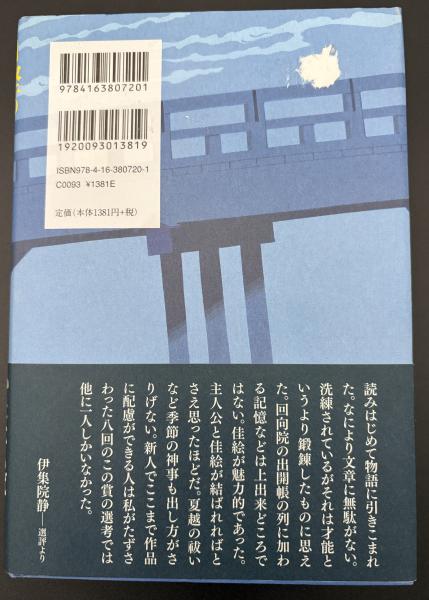 9784163807201
1920093013819
ISBN978-4-16-380720-1
C0093 ¥1381E
定価（本体1381円+税）
読みはじめて物語に引きこまれ
た。なにより文章に無駄がない。
洗練されているがそれは才能と
いうより鍛錬したものに思え
た。回向院の出開帳の列に加わ
る記憶などは上出来どころで
はない。佳絵が魅力的であった。
主人公と佳絵が結ばれればと
さえ思ったほどだ。夏越の祓い
など季節の神事も出し方がさ
りげない。新人でここまで作品
に配慮ができる人は私がたずさ
わった八回のこの賞の選考では
他に一人しかいなかった。
伊集院静 選評より